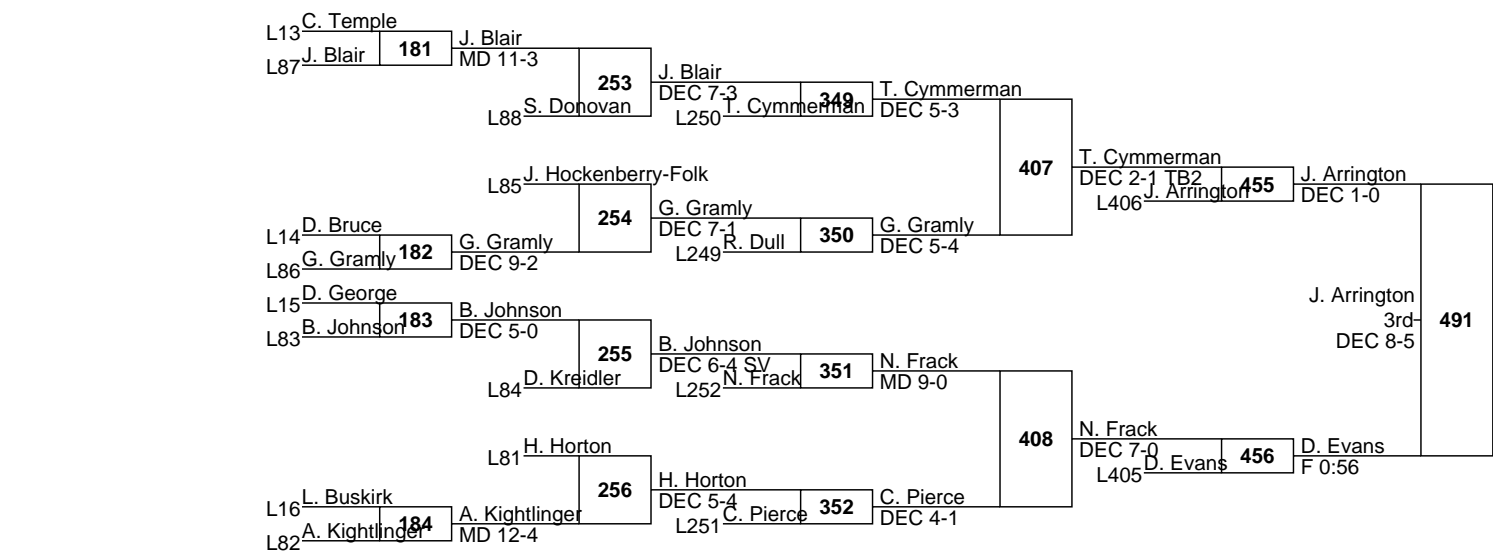 C. Temple
L13
181
J. Blair
L87
J. Blair
MD 11-3
253
S. Donovan
L88
J. Blair
DEC 7-3
349
T. Cymmerman
L250
T. Cymmerman
DEC 5-3
407
J. Hockenberry-Folk
L85
254
D. Bruce
L14
182
G. Gramly
L86
G. Gramly
DEC 9-2
G. Gramly
DEC 7-1
350
R. Dull
L249
G. Gramly
DEC 5-4
T. Cymmerman
DEC 2-1 TB2
455
J. Arrington
L406
J. Arrington
DEC 1-0
D. George
L15
183
B. Johnson
L83
B. Johnson
DEC 5-0
255
D. Kreidler
L84
B. Johnson
DEC 6-4 SV
351
N. Frack
L252
N. Frack
MD 9-0
408
H. Horton
L81
256
L. Buskirk
L16
184
A. Kightlinger
L82
A. Kightlinger
MD 12-4
H. Horton
DEC 5-4
352
C. Pierce
L251
C. Pierce
DEC 4-1
N. Frack
DEC 7-0
456
D. Evans
L405
D. Evans
F 0:56
J. Arrington
3rd
DEC 8-5
491